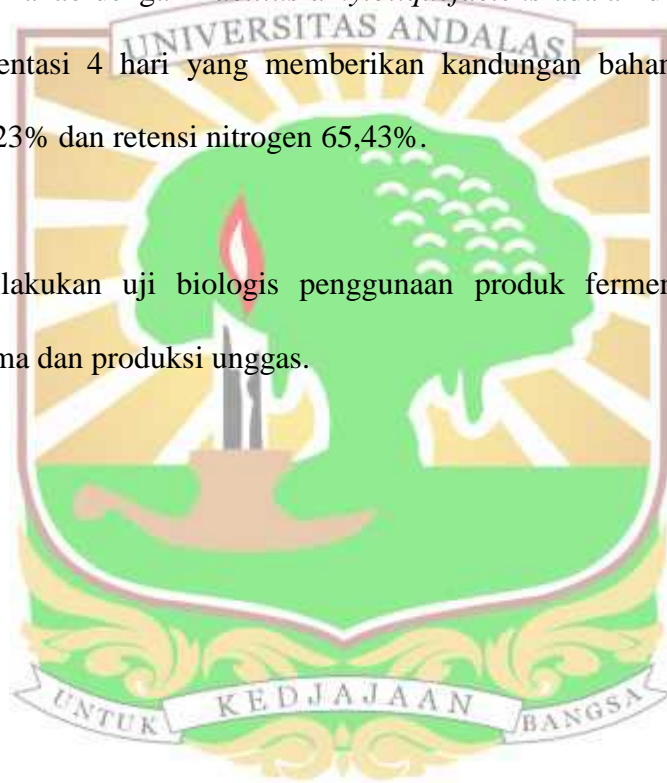 dengan
UNIVERSITAS ANDALAS
entasi 4 hari yang memberikan kandungan bahan
23% dan retensi nitrogen 65,43%.
lakukan uji biologis penggunaan produk fermen
ma dan produksi unggas.
UNTUK KEDJAJAAN BANGSA